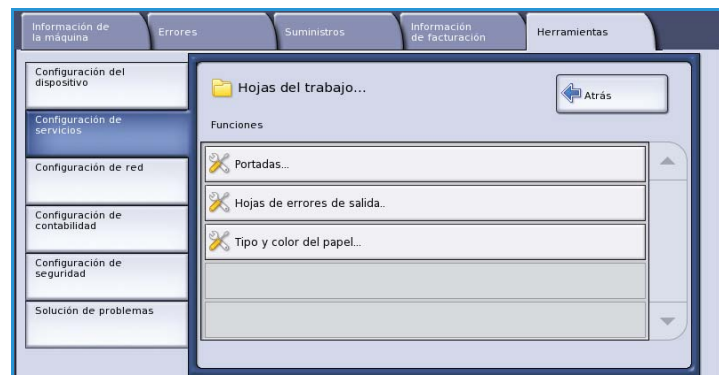 Información de
la máquina
Errores
Suministros
Información
de facturación
Herramientas
Configuración del
dispositivo
Configuración de
servicios
Configuración de red
Configuración de
contabilidad
Configuración de
seguridad
Solución de problemas
Hojas del trabajo...
Atrás
Funciones
Portadas...
Hojas de errores de salida..
Tipo y color del papel...